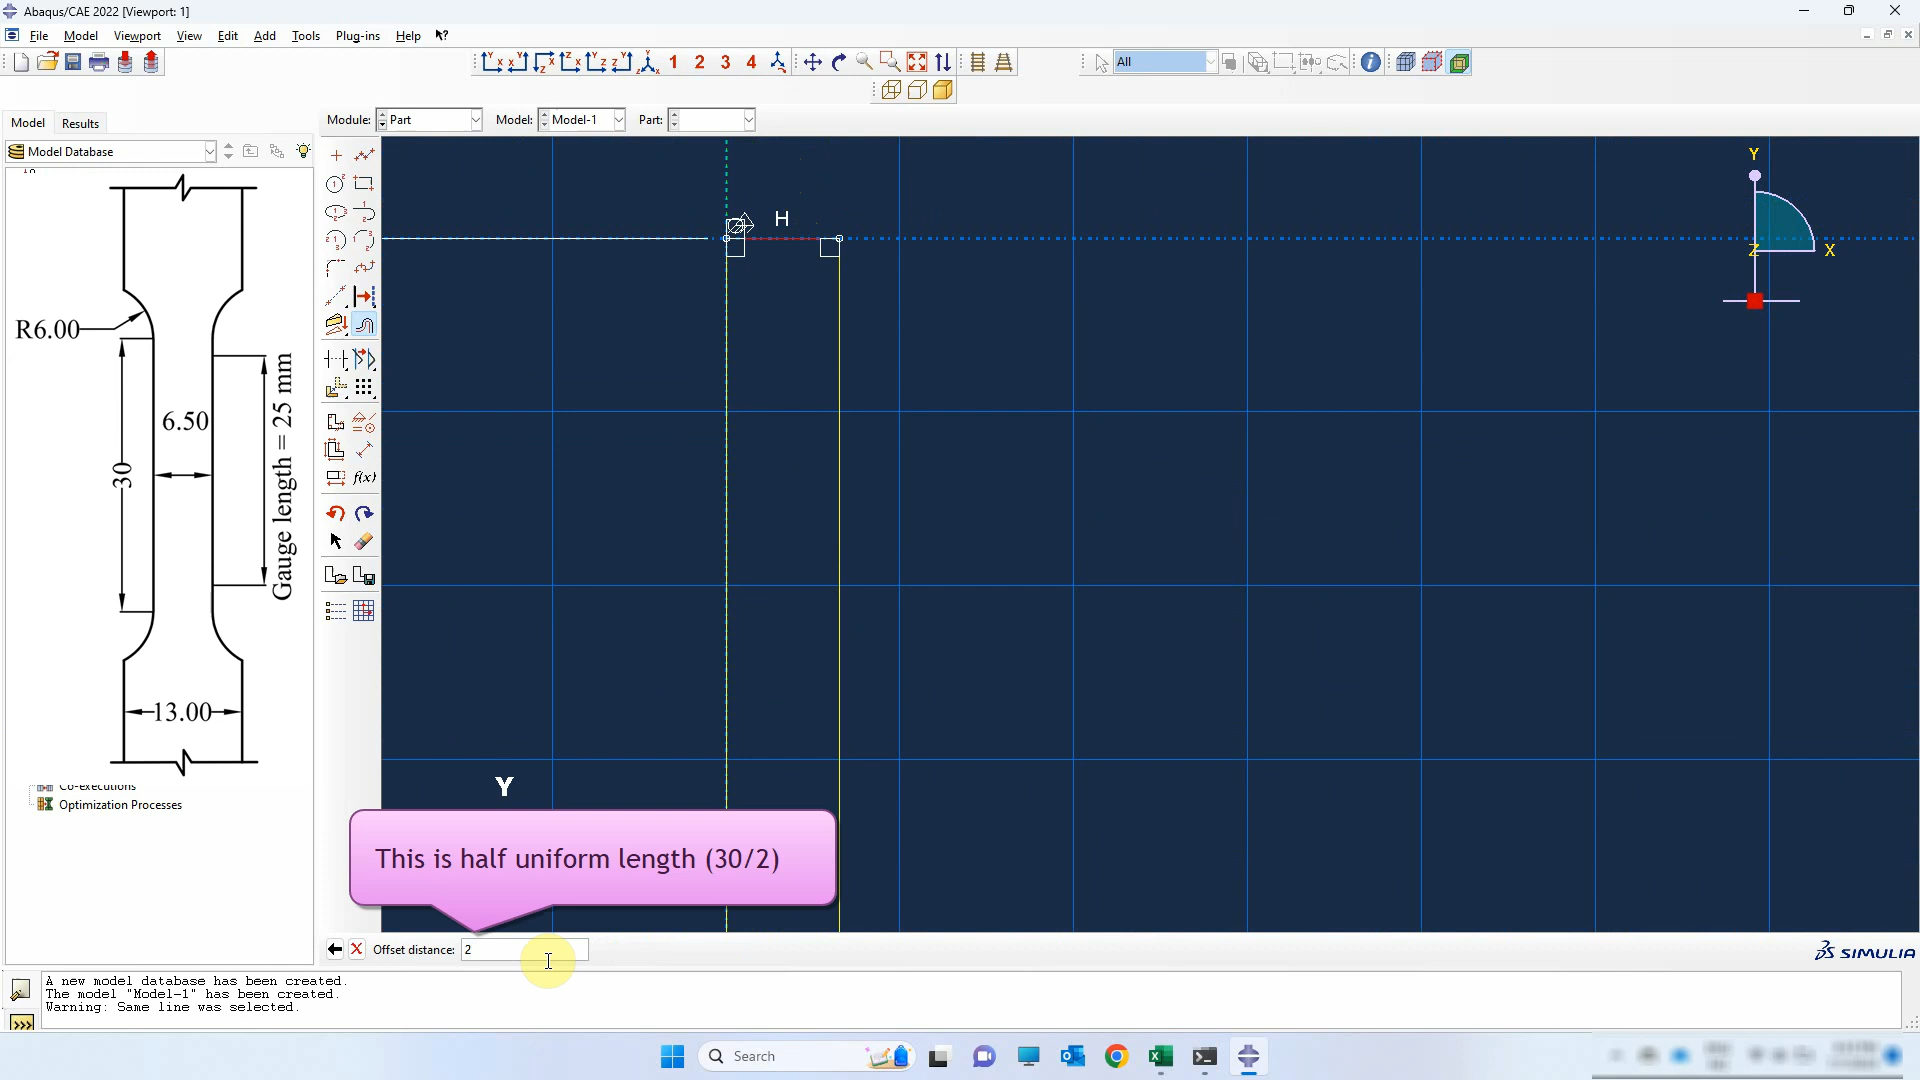 Abaqus/CAE 2022 [Viewport: 1]
File Model Viewport View Edit Add Tools Plug-ins Help
1 2 3 4 All
Model Results
Module: Part Model: Model-1 Part:
Model Database
R6.00
6.50
30
Gauge length = 25 mm
13.00
Co-executions
Optimization Processes
f(x)
H
Y
Z
X
Y
This is half uniform length (30/2)
Offset distance: 2
SIMULIA
A new model database has been created.
The model "Model-1" has been created.
Warning: Same line was selected.
>>>
Search